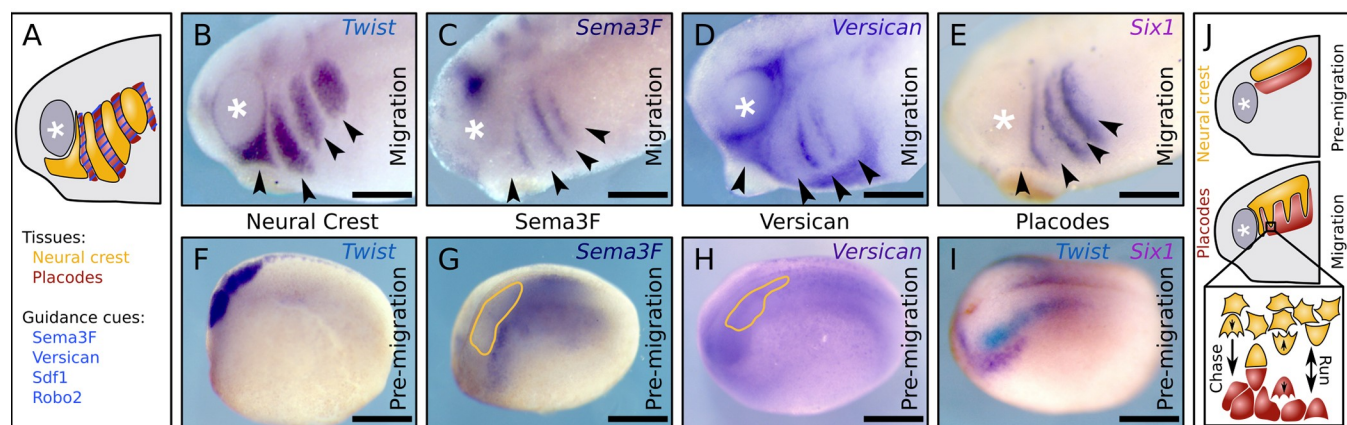 A
Tissues:
Neural crest
Placodes
Guidance cues:
Sema3F
Versican
Sdf1
Robo2
B
Twist
Migration
C
Sema3F
Migration
D
Versican
Migration
E
Six1
Migration
Neural Crest
Sema3F
Versican
Placodes
F
Twist
Pre-migration
G
Sema3F
Pre-migration
H
Versican
Pre-migration
I
Twist Six1
Pre-migration
J
Neural crest
Pre-migration
Placodes
Migration
Chase
Run